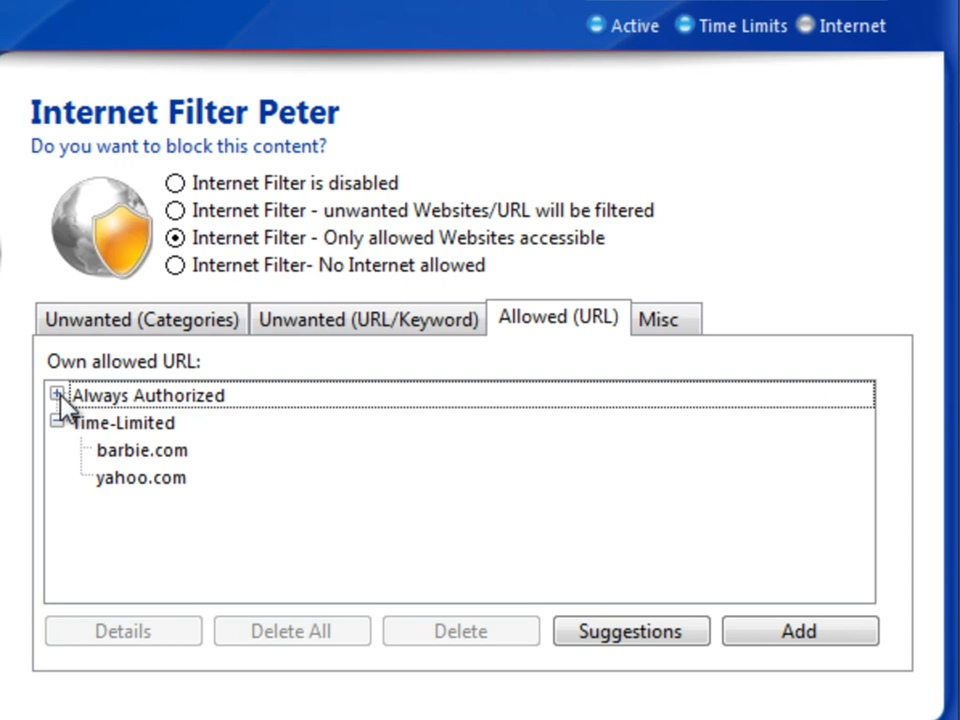 Active Time Limits Internet
Internet Filter Peter
Do you want to block this content?
Internet Filter is disabled
Internet Filter - unwanted Websites/URL will be filtered
Internet Filter - Only allowed Websites accessible
Internet Filter- No Internet allowed
Unwanted (Categories) Unwanted (URL/Keyword) Allowed (URL) Misc
Own allowed URL:
Always Authorized
Time-Limited
barbie.com
yahoo.com
Details Delete All Delete Suggestions Add